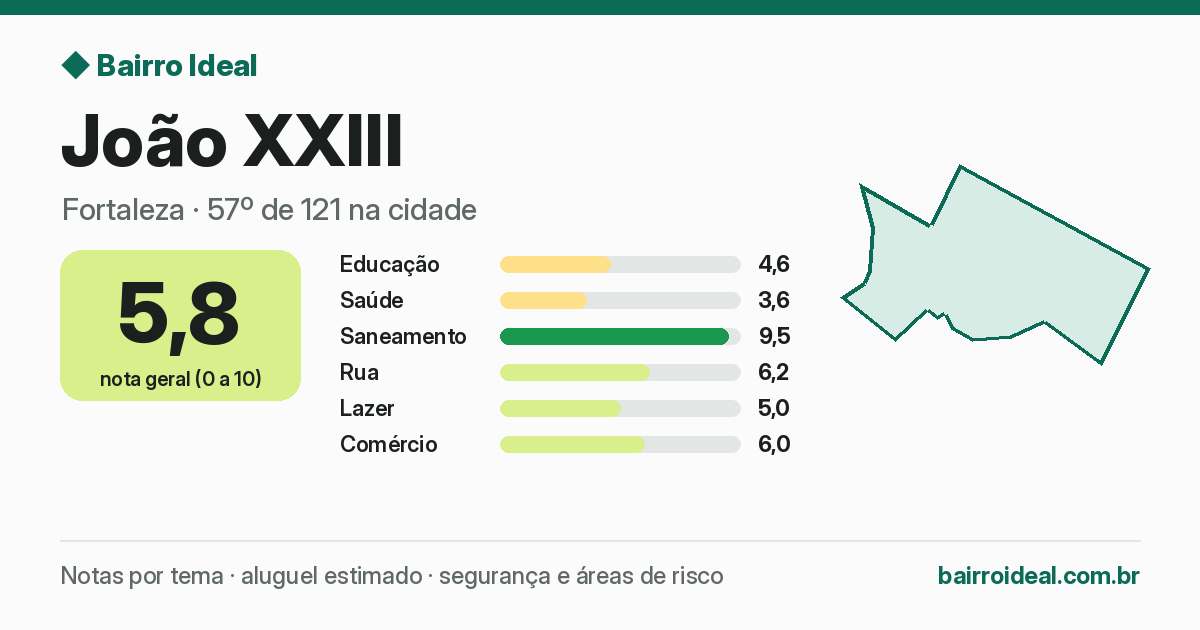 Bairro Ideal
João XXIII
Fortaleza · 57º de 121 na cidade
5,8
nota geral (0 a 10)
Educação 4,6
Saúde 3,6
Saneamento 9,5
Rua 6,2
Lazer 5,0
Comércio 6,0
Notas por tema · aluguel estimado · segurança e áreas de risco
bairroideal.com.br